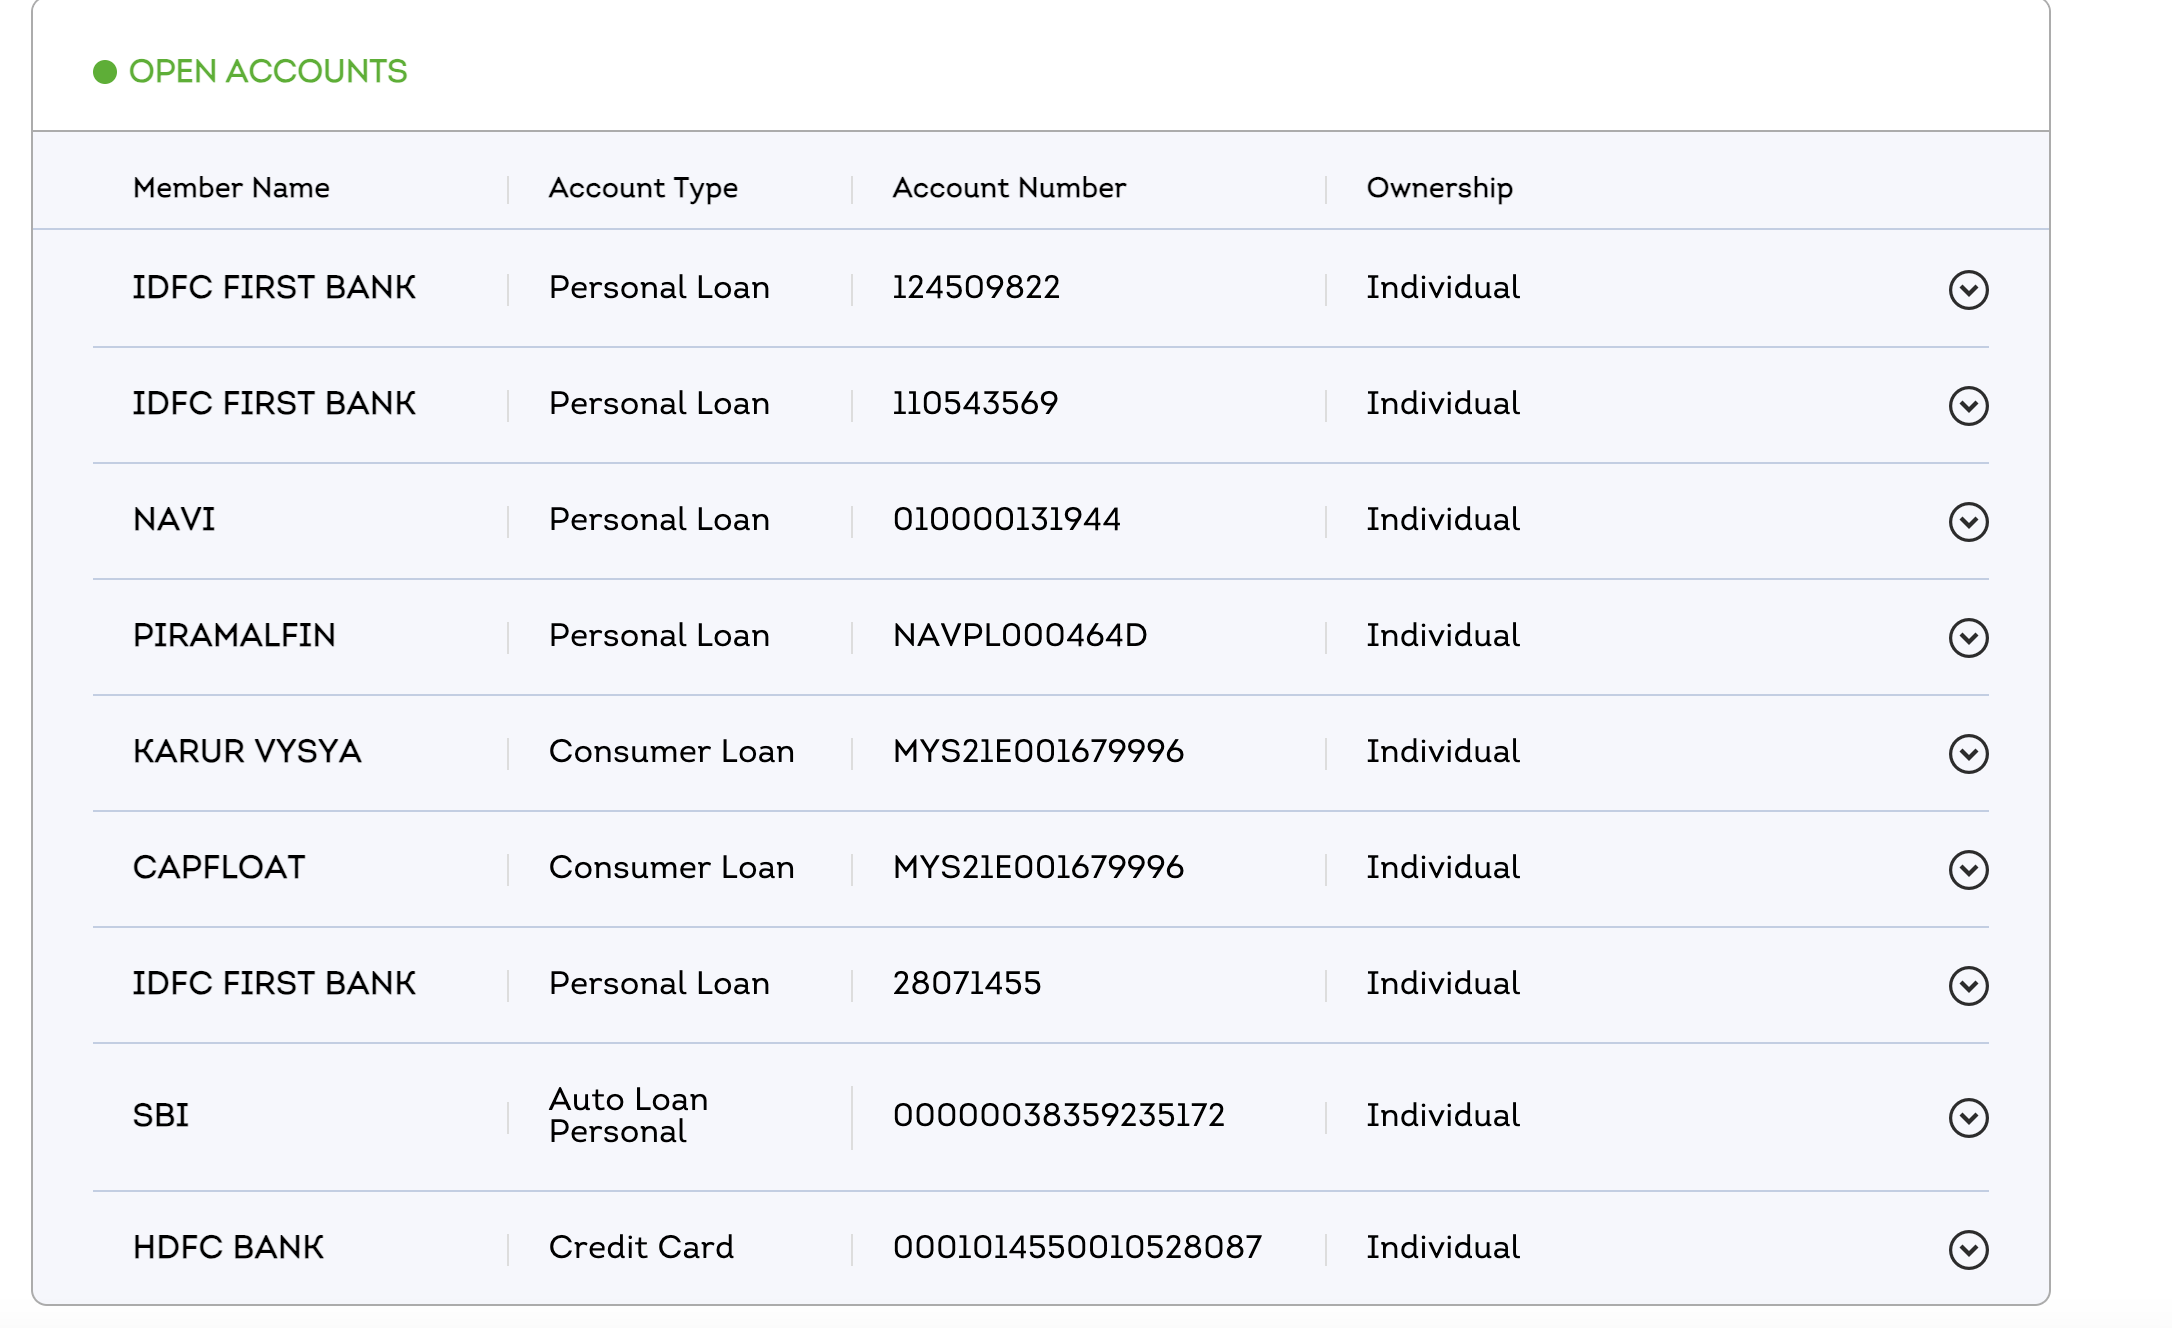 OPEN ACCOUNTS
Member Name Account Type Account Number Ownership
IDFC FIRST BANK Personal Loan 124509822 Individual
IDFC FIRST BANK Personal Loan 110543569 Individual
NAVI Personal Loan 010000131944 Individual
PIRAMALFIN Personal Loan NAVPL000464D Individual
KARUR VYSYA Consumer Loan MYS21E001679996 Individual
CAPFLOAT Consumer Loan MYS21E001679996 Individual
IDFC FIRST BANK Personal Loan 28071455 Individual
SBI Auto Loan Personal 00000038359235172 Individual
HDFC BANK Credit Card 0001014550010528087 Individual